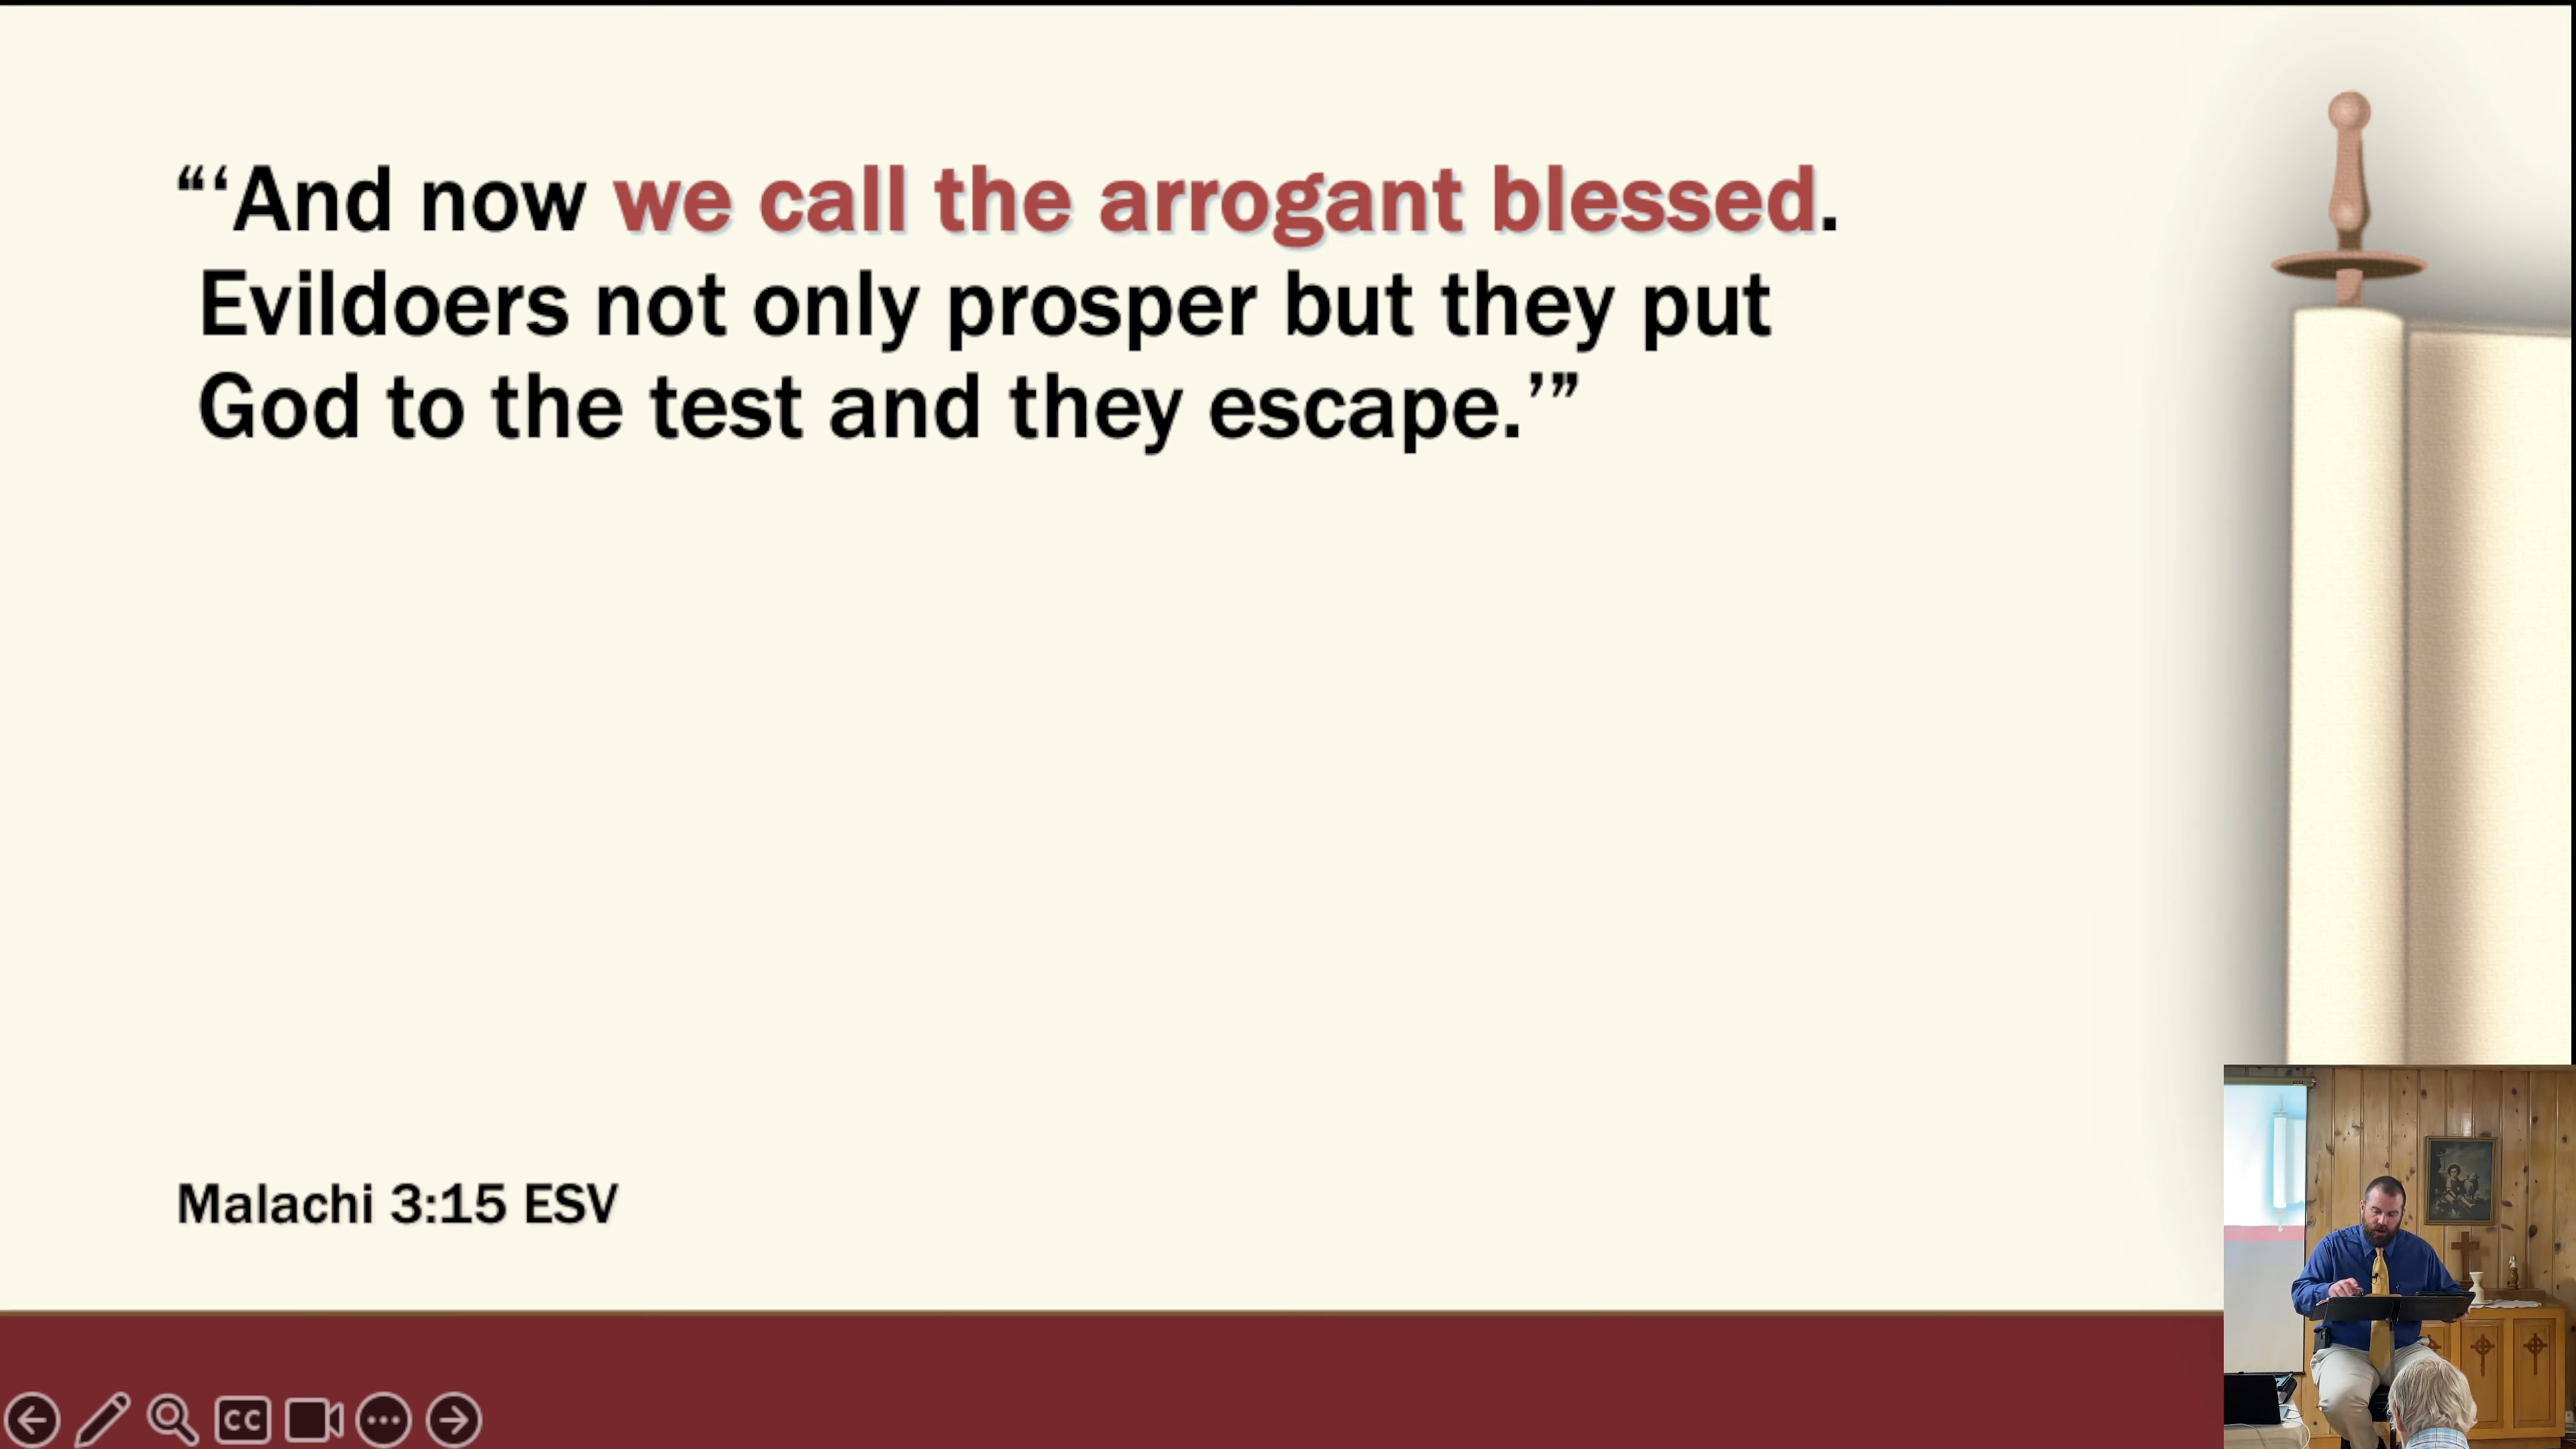 “‘And now we call the arrogant blessed.
Evildoers not only prosper but they put
God to the test and they escape.’”
Malachi 3:15 ESV
CC